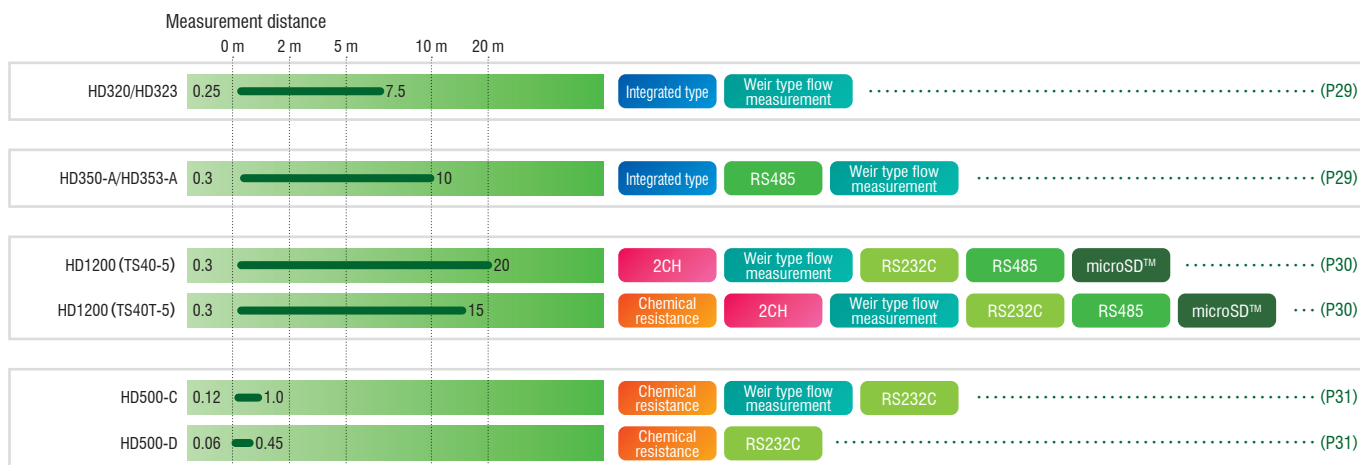 Measurement distance
0 m 2 m 5 m 10 m 20 m
HD320/HD323 0.25 7.5 Integrated type Weir type flow measurement (P29)
HD350-A/HD353-A 0.3 10 Integrated type RS485 Weir type flow measurement (P29)
HD1200 (TS40-5) 0.3 20 2CH Weir type flow measurement RS232C RS485 microSD™ (P30)
HD1200 (TS40T-5) 0.3 15 Chemical resistance 2CH Weir type flow measurement RS232C RS485 microSD™ (P30)
HD500-C 0.12 1.0 Chemical resistance Weir type flow measurement RS232C (P31)
HD500-D 0.06 0.45 Chemical resistance RS232C (P31)